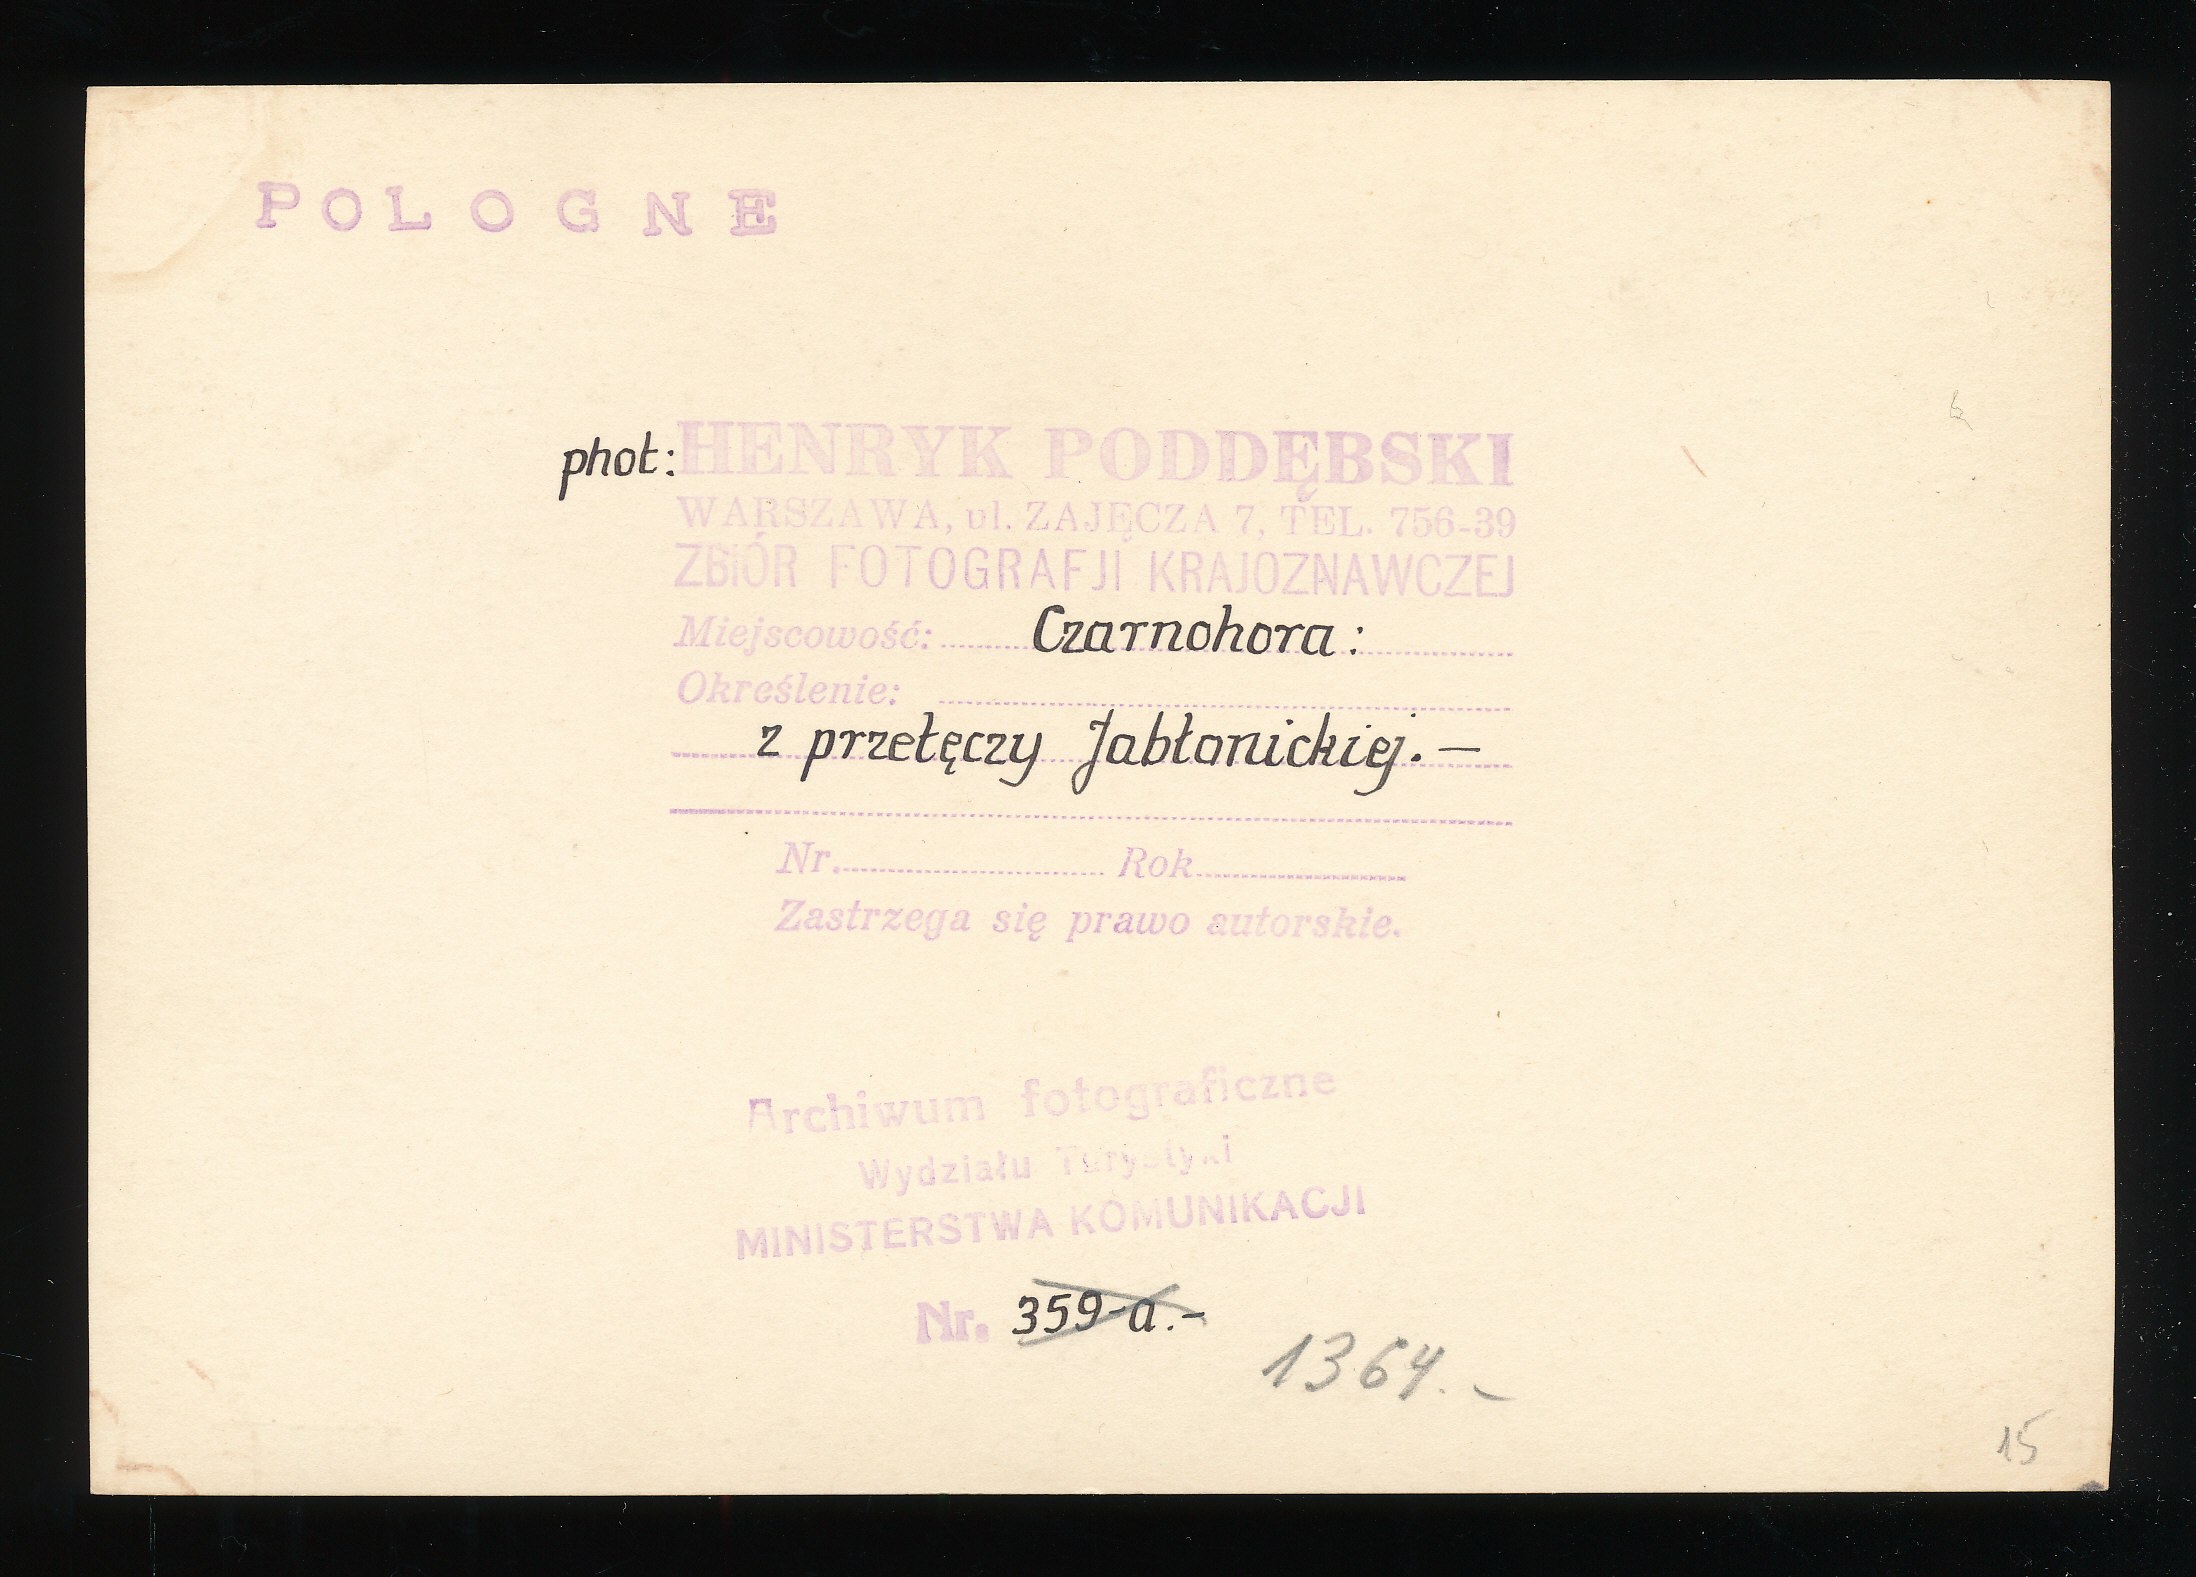 POLOGNE
phot: HENRYK PODDĘBSKI
WARSZAWA, ul. ZAJĘCZA 7, TEL. 756-39
ZBIÓR FOTOGRAFJI KRAJOZNAWCZEJ
Miejscowość: Czarnohora:
Określenie:
z przełęczy Jabłonickiej.—
Nr. Rok
Zastrzega się prawo autorskie.
Archiwum fotograficzne
Wydziału Turystyki
MINISTERSTWA KOMUNIKACJI
Nr. 359-a.-
1364.-
15